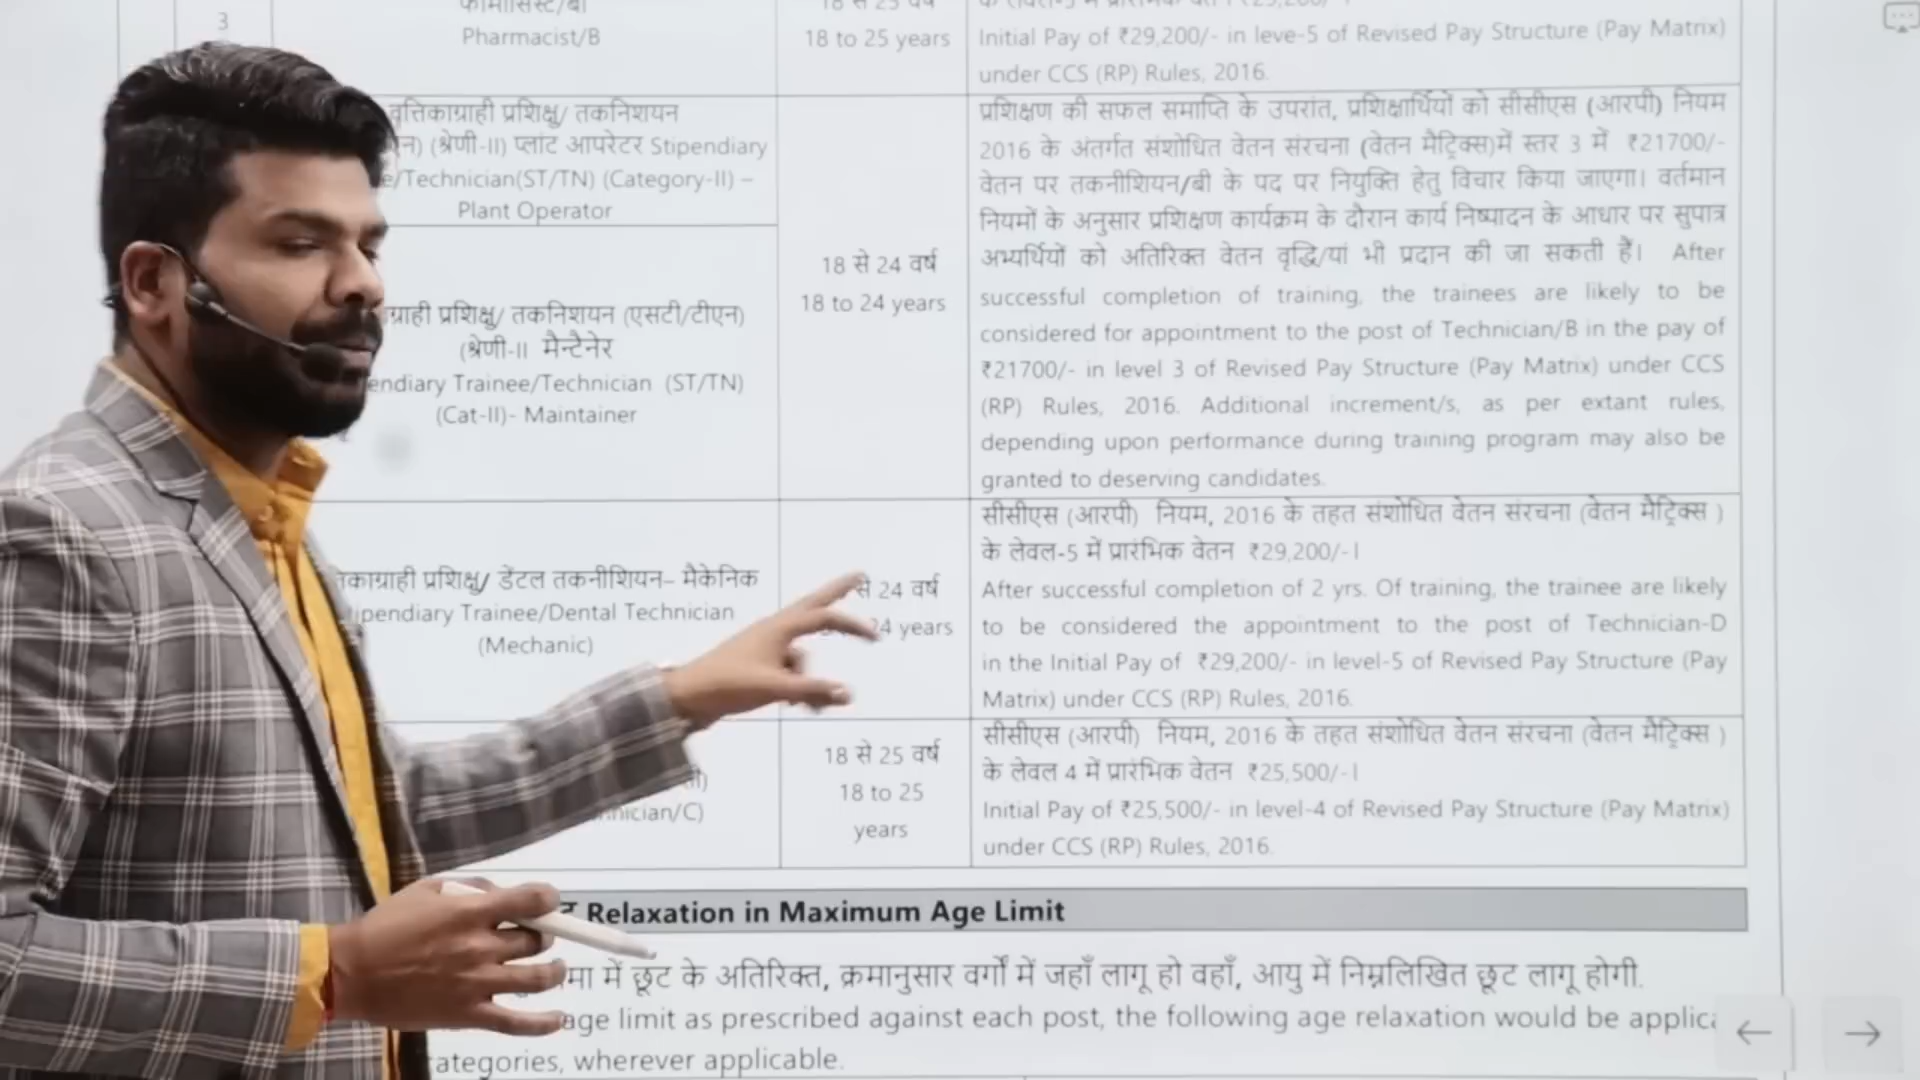 3
फार्मासिस्ट/बी
Pharmacist/B
18 से 25 वर्ष
18 to 25 years
Initial Pay of ₹29,200/- in leve-5 of Revised Pay Structure (Pay Matrix)
under CCS (RP) Rules, 2016.
वृत्तिकाग्राही प्रशिक्षु/ तकनिशयन
(श्रेणी-II) प्लांट आपरेटर Stipendiary
e/Technician(ST/TN) (Category-II) –
Plant Operator
ग्राही प्रशिक्षु/ तकनिशयन (एसटी/टीएन)
(श्रेणी-II मैन्टैनेर
endiary Trainee/Technician (ST/TN)
(Cat-II)- Maintainer
18 से 24 वर्ष
18 to 24 years
प्रशिक्षण की सफल समाप्ति के उपरांत, प्रशिक्षार्थियों को सीसीएस (आरपी) नियम
2016 के अंतर्गत संशोधित वेतन संरचना (वेतन मैट्रिक्स)में स्तर 3 में ₹21700/-
वेतन पर तकनीशियन/बी के पद पर नियुक्ति हेतु विचार किया जाएगा। वर्तमान
नियमों के अनुसार प्रशिक्षण कार्यक्रम के दौरान कार्य निष्पादन के आधार पर सुपात्र
अभ्यर्थियों को अतिरिक्त वेतन वृद्धि/यां भी प्रदान की जा सकती हैं। After
successful completion of training, the trainees are likely to be
considered for appointment to the post of Technician/B in the pay of
₹21700/- in level 3 of Revised Pay Structure (Pay Matrix) under CCS
(RP) Rules, 2016. Additional increment/s, as per extant rules,
depending upon performance during training program may also be
granted to deserving candidates.
काग्राही प्रशिक्षु/ डेंटल तकनीशियन– मैकेनिक
ipendiary Trainee/Dental Technician
(Mechanic)
से 24 वर्ष
24 years
सीसीएस (आरपी) नियम, 2016 के तहत संशोधित वेतन संरचना (वेतन मैट्रिक्स )
के लेवल-5 में प्रारंभिक वेतन ₹29,200/-।
After successful completion of 2 yrs. Of training, the trainee are likely
to be considered the appointment to the post of Technician-D
in the Initial Pay of ₹29,200/- in level-5 of Revised Pay Structure (Pay
Matrix) under CCS (RP) Rules, 2016.
nician/C)
18 से 25 वर्ष
18 to 25
years
सीसीएस (आरपी) नियम, 2016 के तहत संशोधित वेतन संरचना (वेतन मैट्रिक्स )
के लेवल 4 में प्रारंभिक वेतन ₹25,500/-।
Initial Pay of ₹25,500/- in level-4 of Revised Pay Structure (Pay Matrix)
under CCS (RP) Rules, 2016.
Relaxation in Maximum Age Limit
में छूट के अतिरिक्त, क्रमानुसार वर्गों में जहाँ लागू हो वहाँ, आयु में निम्नलिखित छूट लागू होगी.
age limit as prescribed against each post, the following age relaxation would be applica
ategories, wherever applicable.